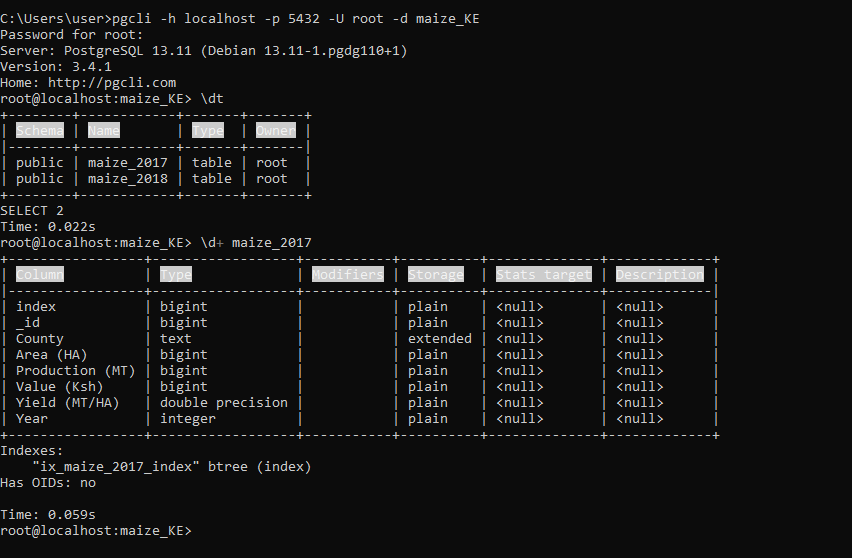 C:\Users\user>pgcli -h localhost -p 5432 -U root -d maize_KE
Password for root:
Server: PostgreSQL 13.11 (Debian 13.11-1.pgdg110+1)
Version: 3.4.1
Home: http://pgcli.com
root@localhost:maize_KE> \dt
+--------+------------+-------+-------+
| Schema | Name       | Type  | Owner |
|--------+------------+-------+-------|
| public | maize_2017 | table | root  |
| public | maize_2018 | table | root  |
+--------+------------+-------+-------+
SELECT 2
Time: 0.022s
root@localhost:maize_KE> \d+ maize_2017
+-----------------+------------------+-----------+----------+--------------+-------------+
| Column          | Type             | Modifiers | Storage  | Stats target | Description |
|-----------------+------------------+-----------+----------+--------------+-------------|
| index           | bigint           |           | plain    | <null>       | <null>      |
| _id             | bigint           |           | plain    | <null>       | <null>      |
| County          | text             |           | extended | <null>       | <null>      |
| Area (HA)       | bigint           |           | plain    | <null>       | <null>      |
| Production (MT) | bigint           |           | plain    | <null>       | <null>      |
| Value (Ksh)     | bigint           |           | plain    | <null>       | <null>      |
| Yield (MT/HA)   | double precision |           | plain    | <null>       | <null>      |
| Year            | integer          |           | plain    | <null>       | <null>      |
+-----------------+------------------+-----------+----------+--------------+-------------+
Indexes:
    "ix_maize_2017_index" btree (index)
Has OIDs: no
Time: 0.059s
root@localhost:maize_KE>